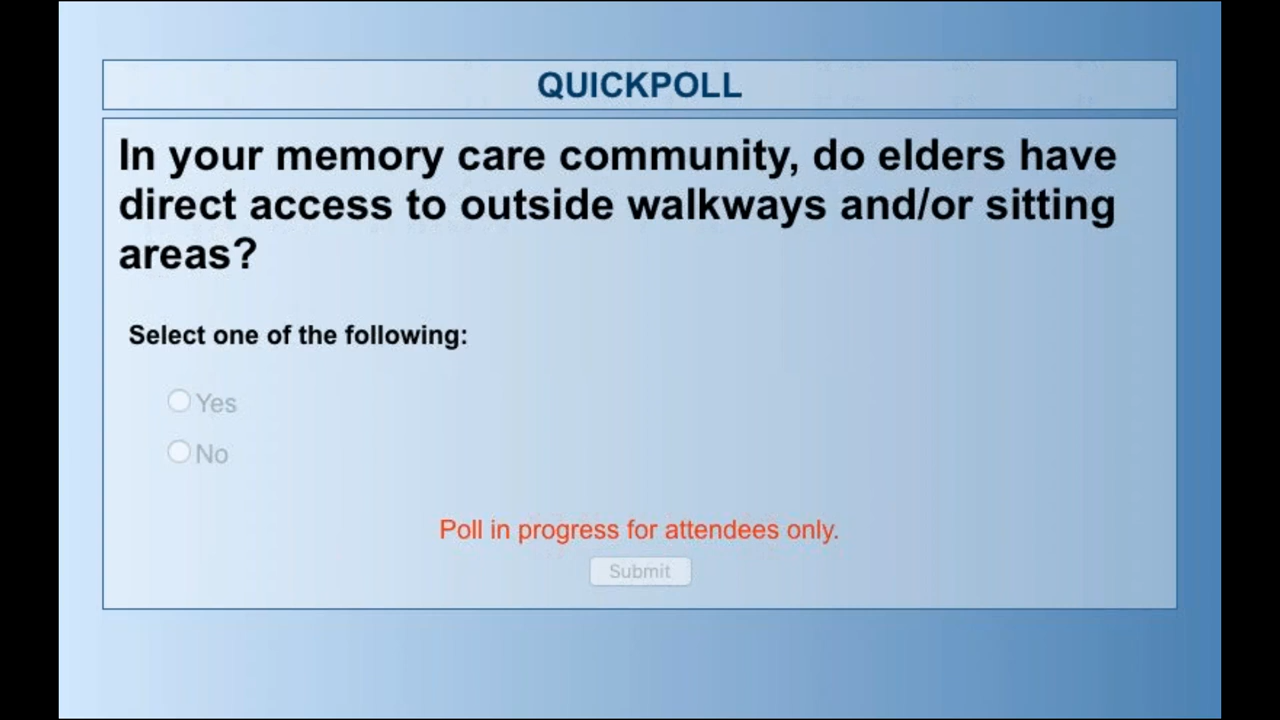 QUICKPOLL
In your memory care community, do elders have
direct access to outside walkways and/or sitting
areas?
Select one of the following:
Yes
No
Poll in progress for attendees only.
Submit